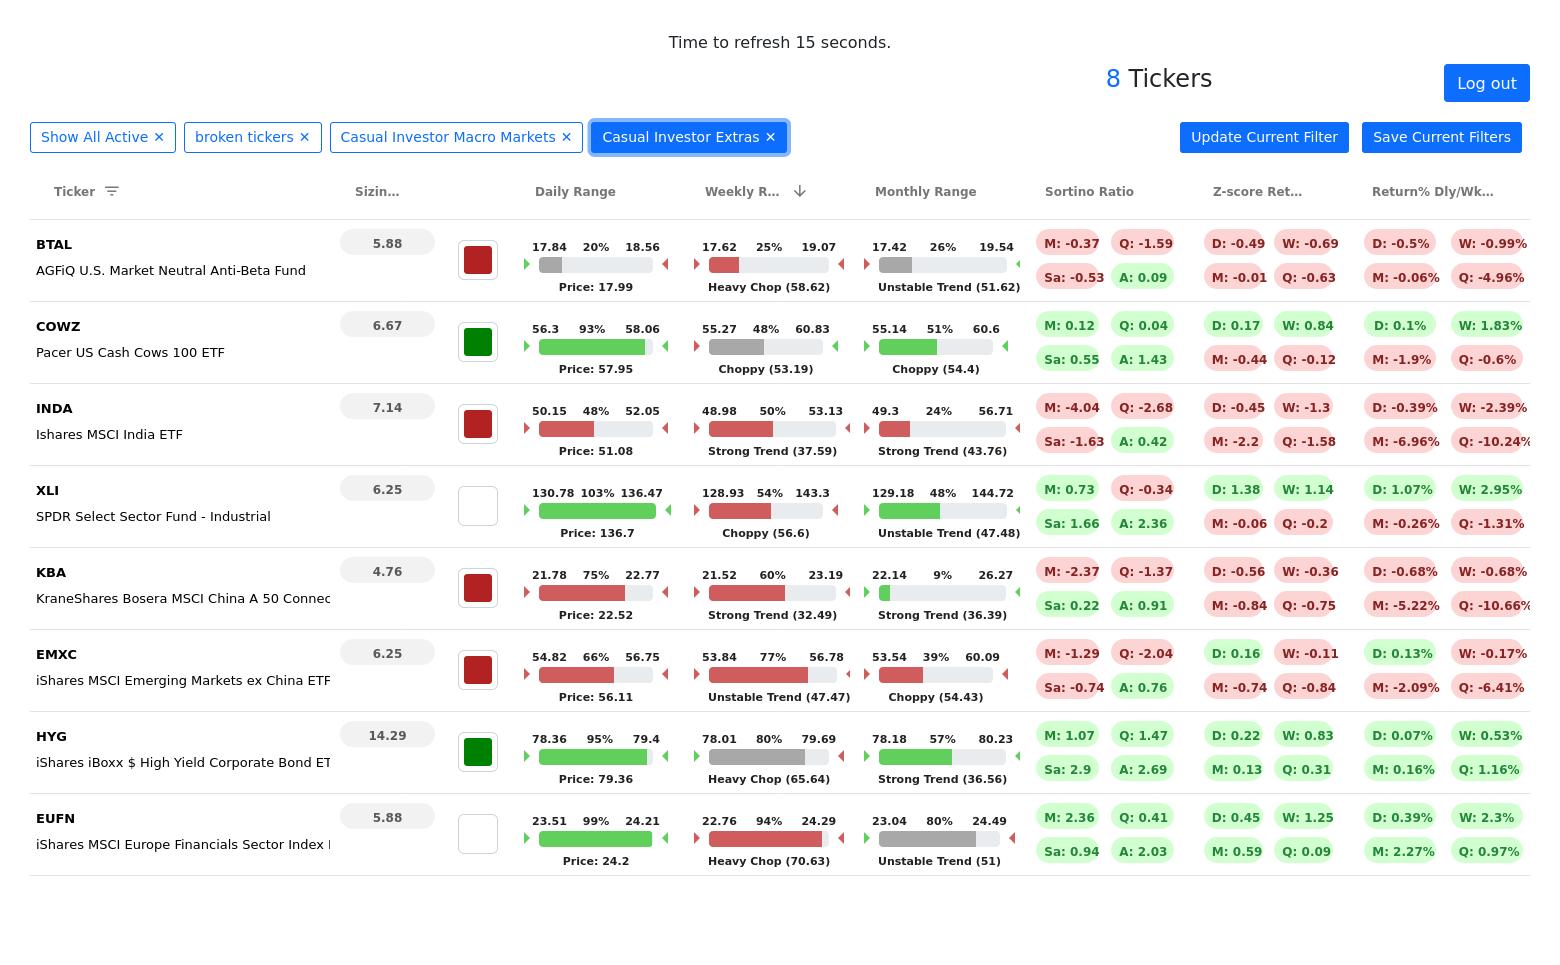 Time to refresh 15 seconds.
8 Tickers
Log out
Show All Active ✕ broken tickers ✕ Casual Investor Macro Markets ✕ Casual Investor Extras ✕ Update Current Filter Save Current Filters
Ticker Sizin… Daily Range Weekly R… Monthly Range Sortino Ratio Z-score Ret… Return% Dly/Wk…
BTAL 5.88 17.84 20% 18.56 17.62 25% 19.07 17.42 26% 19.54 M: -0.37 Q: -1.59 D: -0.49 W: -0.69 D: -0.5% W: -0.99%
AGFiQ U.S. Market Neutral Anti-Beta Fund Price: 17.99 Heavy Chop (58.62) Unstable Trend (51.62) Sa: -0.53 A: 0.09 M: -0.01 Q: -0.63 M: -0.06% Q: -4.96%
COWZ 6.67 56.3 93% 58.06 55.27 48% 60.83 55.14 51% 60.6 M: 0.12 Q: 0.04 D: 0.17 W: 0.84 D: 0.1% W: 1.83%
Pacer US Cash Cows 100 ETF Price: 57.95 Choppy (53.19) Choppy (54.4) Sa: 0.55 A: 1.43 M: -0.44 Q: -0.12 M: -1.9% Q: -0.6%
INDA 7.14 50.15 48% 52.05 48.98 50% 53.13 49.3 24% 56.71 M: -4.04 Q: -2.68 D: -0.45 W: -1.3 D: -0.39% W: -2.39%
Ishares MSCI India ETF Price: 51.08 Strong Trend (37.59) Strong Trend (43.76) Sa: -1.63 A: 0.42 M: -2.2 Q: -1.58 M: -6.96% Q: -10.24%
XLI 6.25 130.78 103% 136.47 128.93 54% 143.3 129.18 48% 144.72 M: 0.73 Q: -0.34 D: 1.38 W: 1.14 D: 1.07% W: 2.95%
SPDR Select Sector Fund - Industrial Price: 136.7 Choppy (56.6) Unstable Trend (47.48) Sa: 1.66 A: 2.36 M: -0.06 Q: -0.2 M: -0.26% Q: -1.31%
KBA 4.76 21.78 75% 22.77 21.52 60% 23.19 22.14 9% 26.27 M: -2.37 Q: -1.37 D: -0.56 W: -0.36 D: -0.68% W: -0.68%
KraneShares Bosera MSCI China A 50 Connec Price: 22.52 Strong Trend (32.49) Strong Trend (36.39) Sa: 0.22 A: 0.91 M: -0.84 Q: -0.75 M: -5.22% Q: -10.66%
EMXC 6.25 54.82 66% 56.75 53.84 77% 56.78 53.54 39% 60.09 M: -1.29 Q: -2.04 D: 0.16 W: -0.11 D: 0.13% W: -0.17%
iShares MSCI Emerging Markets ex China ETF Price: 56.11 Unstable Trend (47.47) Choppy (54.43) Sa: -0.74 A: 0.76 M: -0.74 Q: -0.84 M: -2.09% Q: -6.41%
HYG 14.29 78.36 95% 79.4 78.01 80% 79.69 78.18 57% 80.23 M: 1.07 Q: 1.47 D: 0.22 W: 0.83 D: 0.07% W: 0.53%
iShares iBoxx $ High Yield Corporate Bond ET Price: 79.36 Heavy Chop (65.64) Strong Trend (36.56) Sa: 2.9 A: 2.69 M: 0.13 Q: 0.31 M: 0.16% Q: 1.16%
EUFN 5.88 23.51 99% 24.21 22.76 94% 24.29 23.04 80% 24.49 M: 2.36 Q: 0.41 D: 0.45 W: 1.25 D: 0.39% W: 2.3%
iShares MSCI Europe Financials Sector Index Price: 24.2 Heavy Chop (70.63) Unstable Trend (51) Sa: 0.94 A: 2.03 M: 0.59 Q: 0.09 M: 2.27% Q: 0.97%